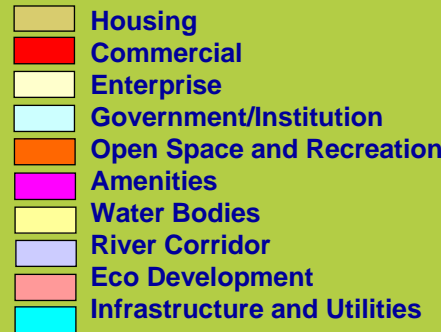 Housing
Commercial
Enterprise
Government/Institution
Open Space and Recreation
Amenities
Water Bodies
River Corridor
Eco Development
Infrastructure and Utilities